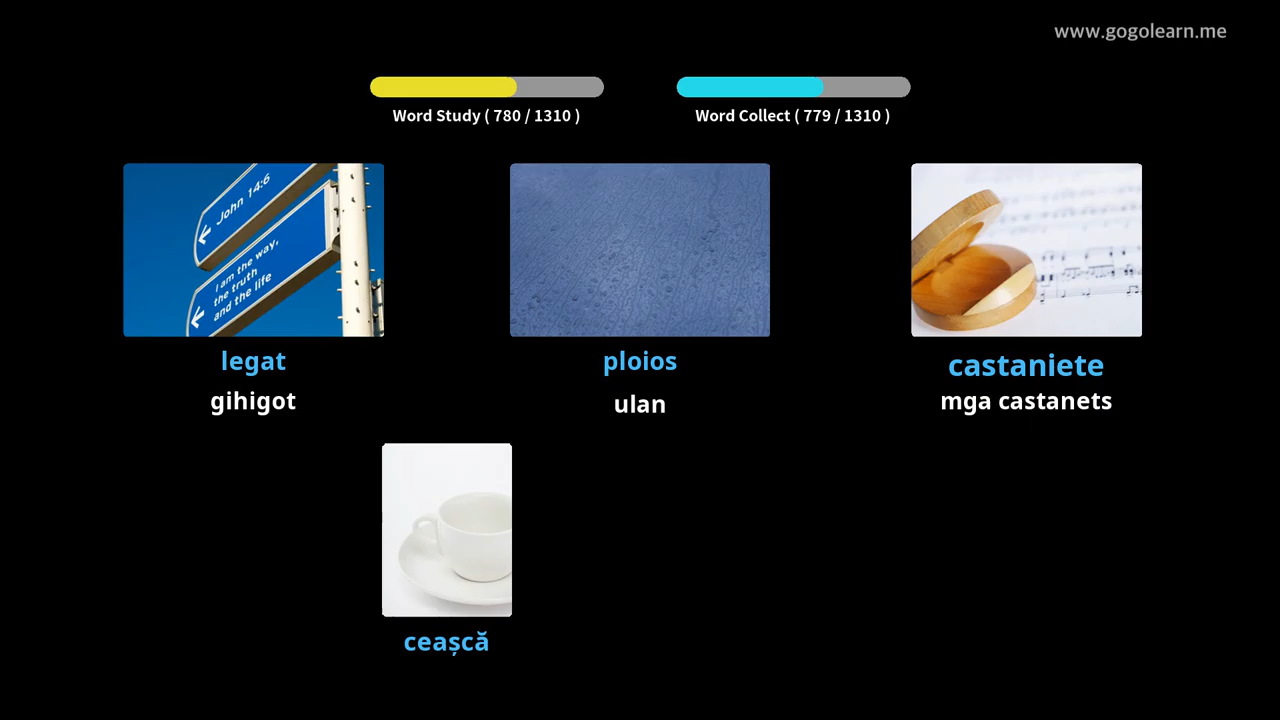 www.gogolearn.me
Word Study ( 780 / 1310 )
Word Collect ( 779 / 1310 )
John 14:6
I am the way,
the truth
and the life
legat
ploios
castaniete
gihigot
ulan
mga castanets
ceașcă